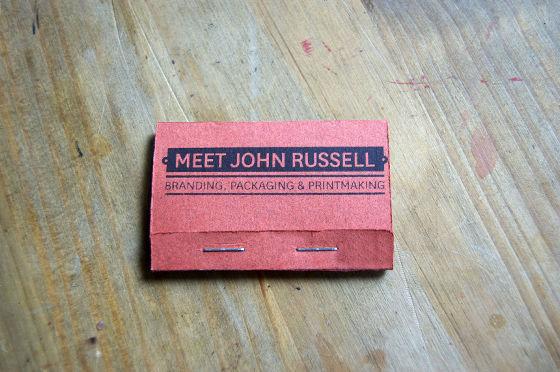 MEET JOHN RUSSELL
BRANDING, PACKAGING & PRINTMAKING